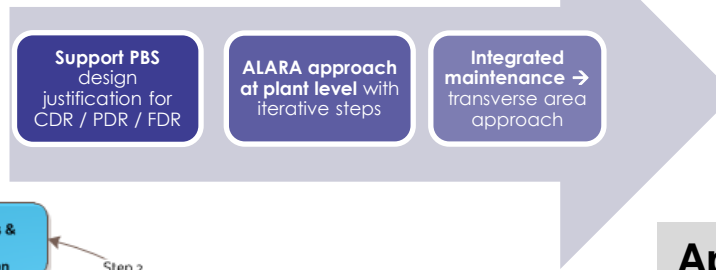 Support PBS
design
justification for
CDR / PDR / FDR
ALARA approach
at plant level with
iterative steps
Integrated
maintenance →
transverse area
approach
&
Step 2
Ap